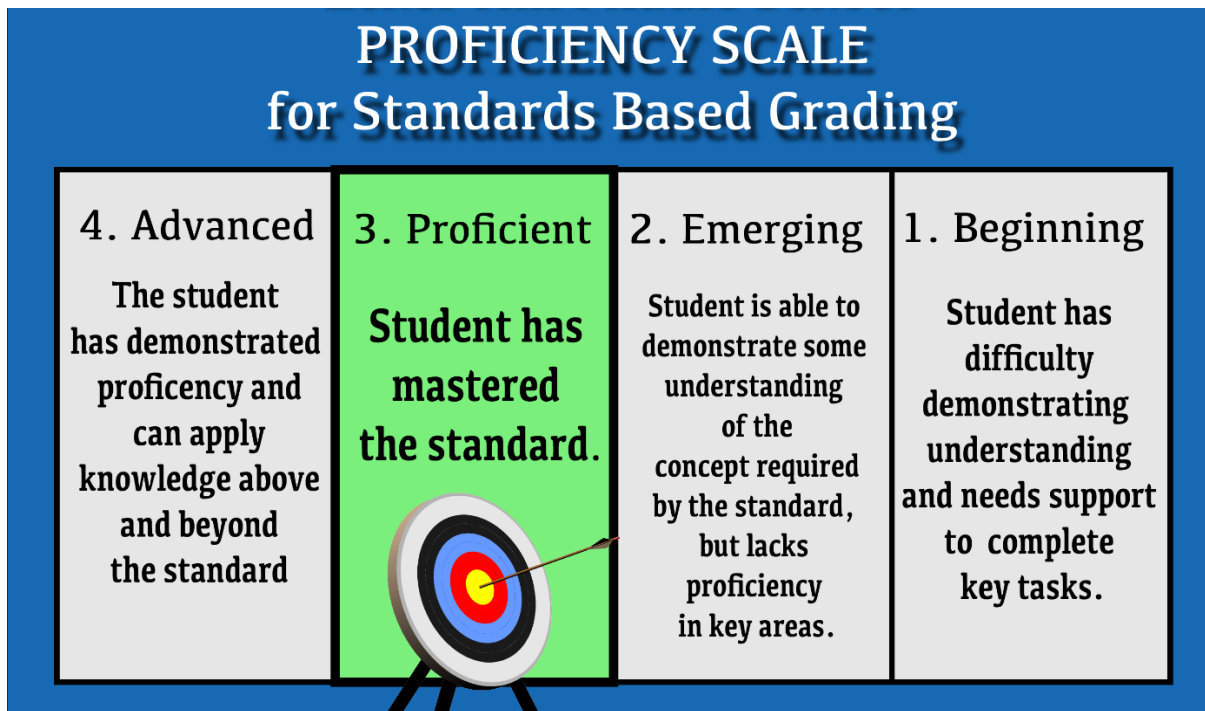 PROFICIENCY SCALE
for Standards Based Grading
4. Advanced
The student
has demonstrated
proficency and
can apply
knowledge above
and beyond
the standard
3. Proficient
Student has
mastered
the standard.
2. Emerging
Student is able to
demonstrate some
understanding
of the
concept required
by the standard,
but lacks
proficiency
in key areas.
1. Beginning
Student has
difficulty
demonstrating
understanding
and needs support
to complete
key tasks.